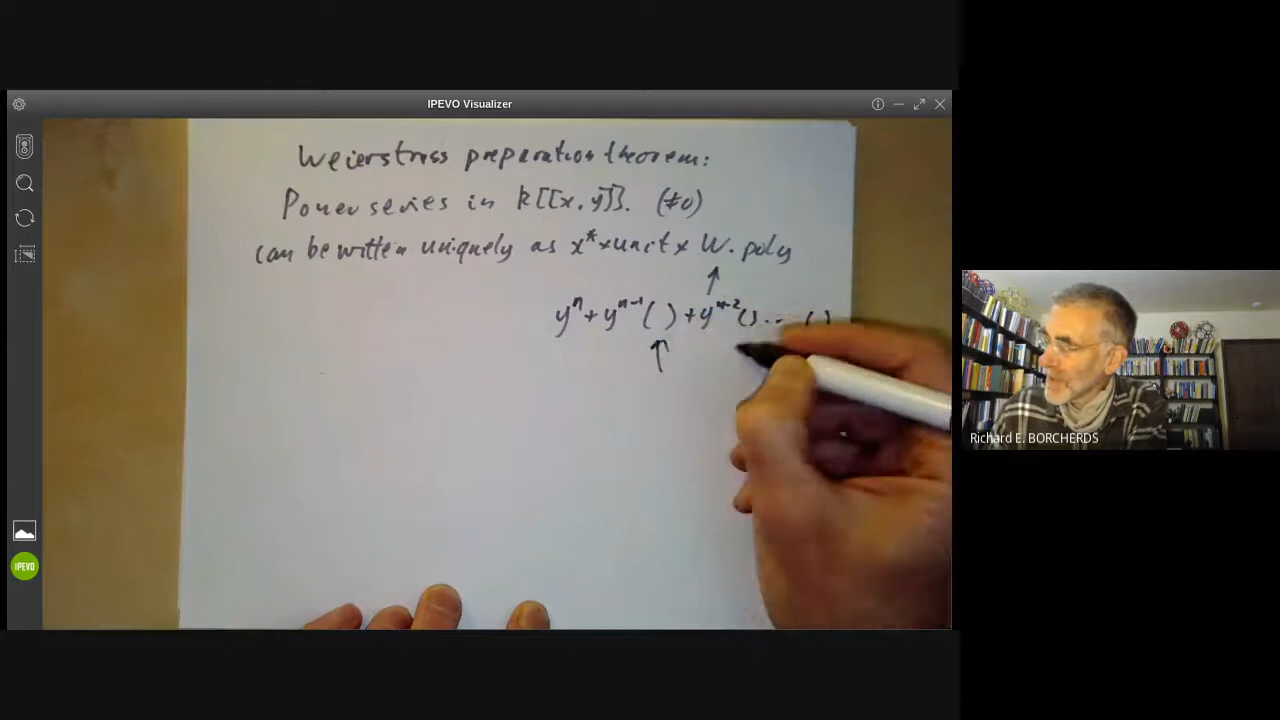 IPEVO Visualizer
Weierstrass preparation theorem:
Power series in k[[x,y]]. (≠0)
can be written uniquely as x* × unit × W. poly
↑
yⁿ + yⁿ⁻¹( ) + yⁿ⁻²( ) ... ( )
↑
IPEVO
Richard E. BORCHERDS